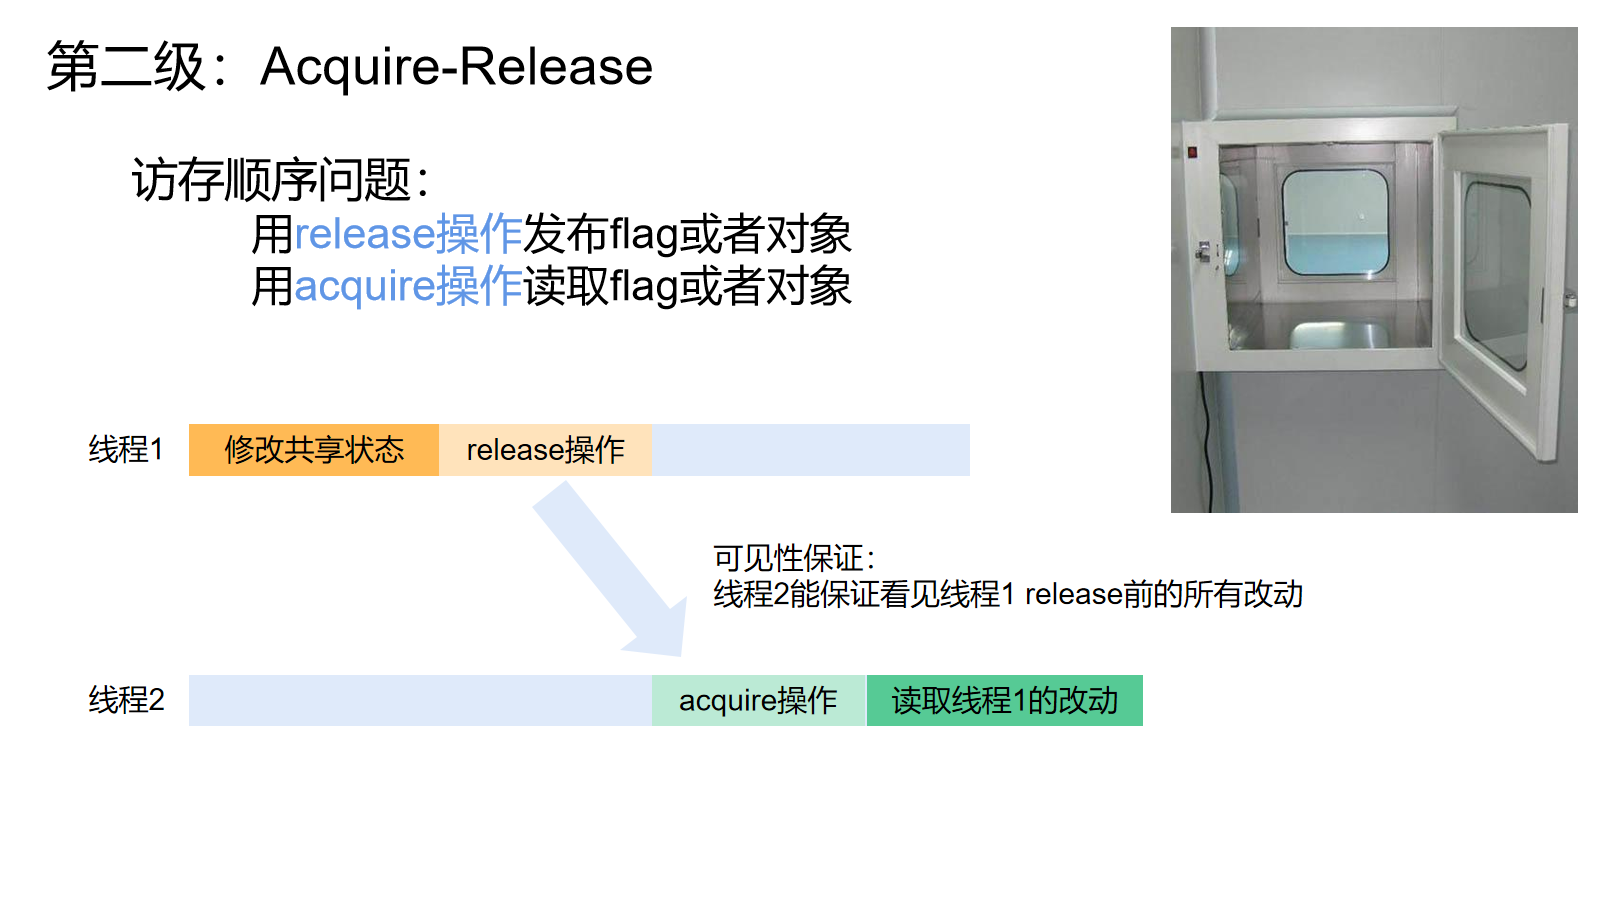 第二级：Acquire-Release
访存顺序问题：
用release操作发布flag或者对象
用acquire操作读取flag或者对象
线程1
修改共享状态
release操作
可见性保证：
线程2能保证看见线程1 release前的所有改动
线程2
acquire操作
读取线程1的改动